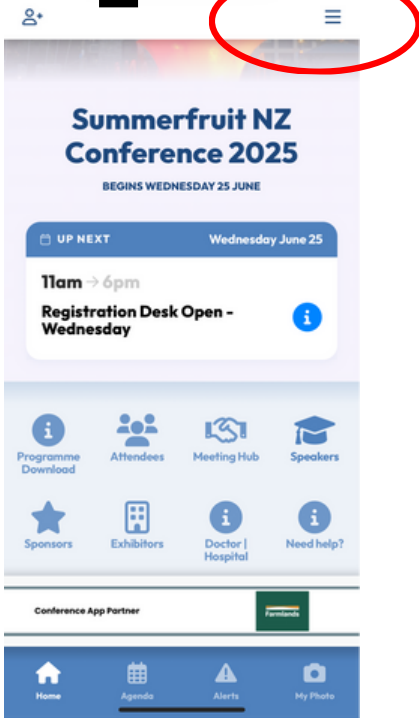 Summerfruit NZ
Conference 2025
BEGINS WEDNESDAY 25 JUNE
UP NEXT Wednesday June 25
11am → 6pm
Registration Desk Open -
Wednesday
Programme
Download
Attendees
Meeting Hub
Speakers
Sponsors
Exhibitors
Doctor |
Hospital
Need help?
Conference App Partner
Farmlands
Home
Agenda
Alerts
My Photo